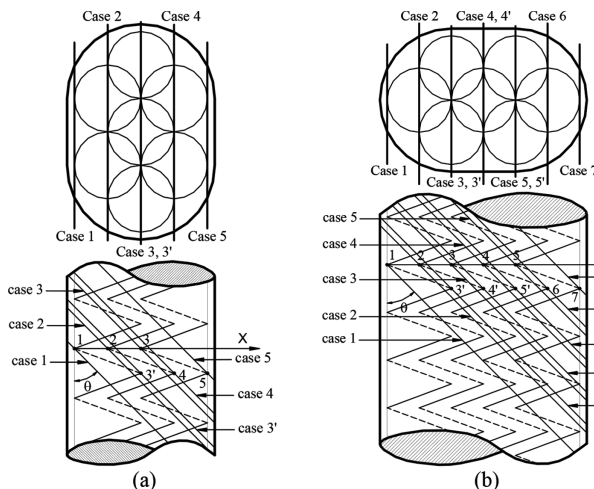 Case 2 Case 4
Case 1 Case 5
Case 3, 3'
case 3
case 2
case 1
1 2 3 X
θ 3' 4 5
case 5
case 4
case 3'
(a)
Case 2 Case 4, 4' Case 6
Case 1 Case 7
Case 3, 3' Case 5, 5'
case 5
case 4
case 3
case 2
case 1
1 2 3 4 5
θ 3' 4' 5' 6 7
(b)